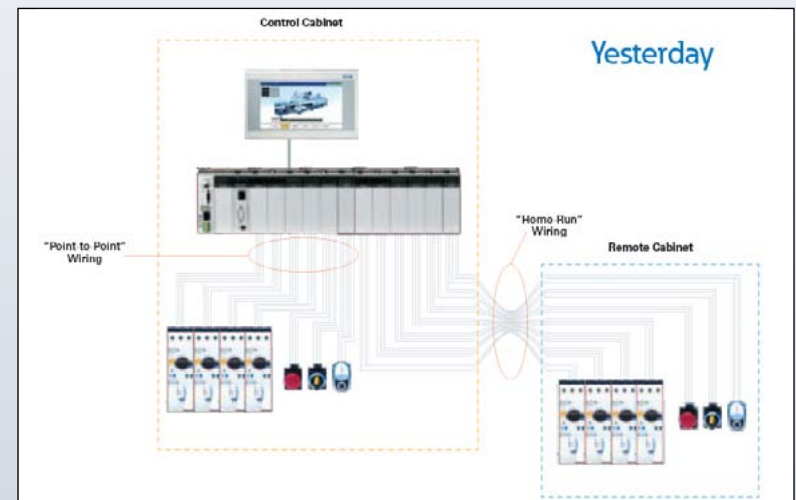 Control Cabinet
Yesterday
"Home-Run"
Wiring
"Point-to-Point"
Wiring
Remote Cabinet